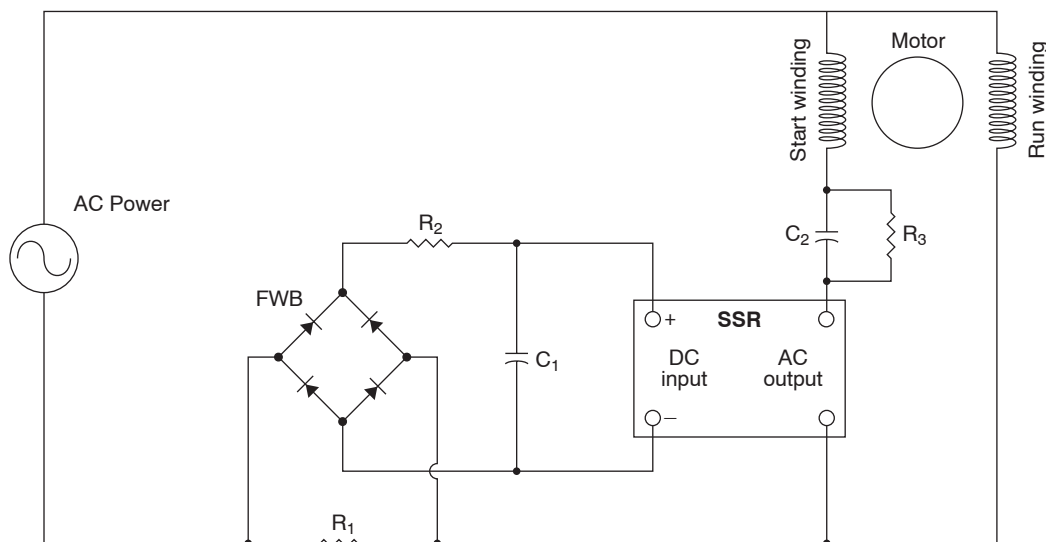 Motor
Start winding
Run winding
AC Power
R2
C2
R3
FWB
+
SSR
C1
DC
input
AC
output
–
R1